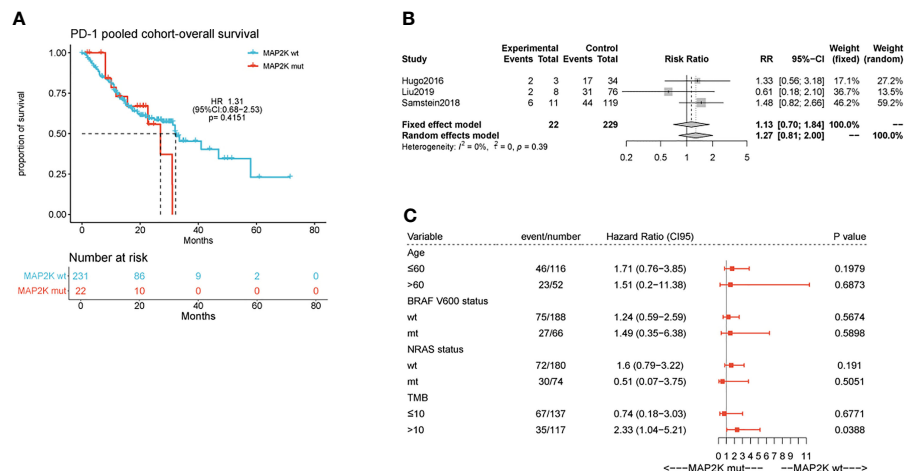 A
PD-1 pooled cohort-overall survival
MAP2K wt
MAP2K mut
HR 1.31
(95%CI:0.68−2.53)
p= 0.4151
proportion of survival
1.00
0.75
0.50
0.25
0.00
0 20 40 60 80
Months
Number at risk
MAP2K wt 231 86 9 2 0
MAP2K mut 22 10 0 0 0
0 20 40 60 80
Months
B
Experimental Control Weight Weight
Study Events Total Events Total Risk Ratio RR 95%−CI (fixed) (random)
Hugo2016 2 3 17 34 1.33 [0.56; 3.18] 17.1% 27.2%
Liu2019 2 8 31 76 0.61 [0.18; 2.10] 36.7% 13.5%
Samstein2018 6 11 44 119 1.48 [0.82; 2.66] 46.2% 59.2%
Fixed effect model 22 229 1.13 [0.70; 1.84] 100.0% −−
Random effects model 1.27 [0.81; 2.00] −− 100.0%
Heterogeneity: I² = 0%, ² = 0, p = 0.39
0.2 0.5 1 2 5
C
Variable event/number Hazard Ratio (CI95) P value
Age
≤60 46/116 1.71 (0.76−3.85) 0.1979
>60 23/52 1.51 (0.2−11.38) 0.6873
BRAF V600 status
wt 75/188 1.24 (0.59−2.59) 0.5674
mt 27/66 1.49 (0.35−6.38) 0.5898
NRAS status
wt 72/180 1.6 (0.79−3.22) 0.191
mt 30/74 0.51 (0.07−3.75) 0.5051
TMB
≤10 67/137 0.74 (0.18−3.03) 0.6771
>10 35/117 2.33 (1.04−5.21) 0.0388
0 1 2 3 4 5 6 7 8 9 11
<−−−MAP2K mut−−− −−MAP2K wt−−−>